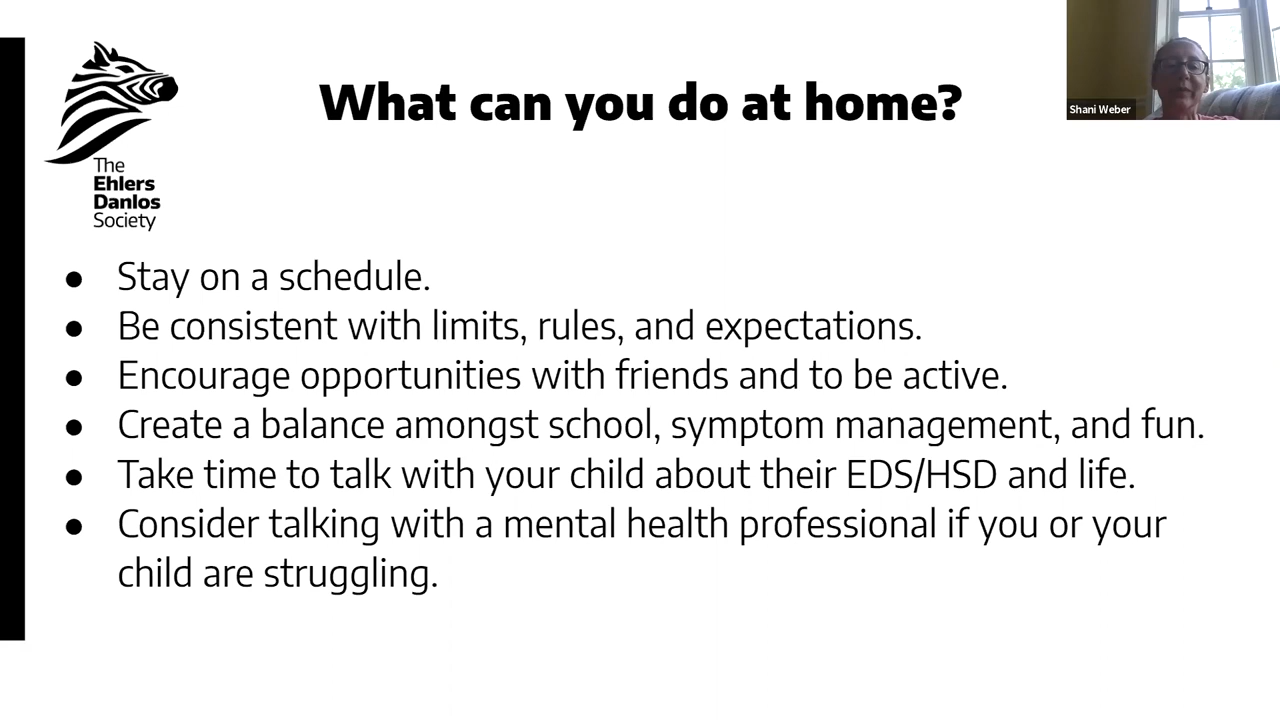 What can you do at home?
Shani Weber
The
Ehlers
Danlos
Society
● Stay on a schedule.
● Be consistent with limits, rules, and expectations.
● Encourage opportunities with friends and to be active.
● Create a balance amongst school, symptom management, and fun.
● Take time to talk with your child about their EDS/HSD and life.
● Consider talking with a mental health professional if you or your
child are struggling.